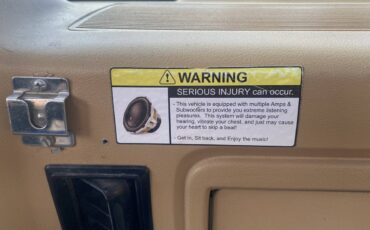 WARNING
SERIOUS INJURY can occur.
- This vehicle is equipped with multiple Amps &
Subwoofers to provide you extreme listening
pleasures. This system will damage your
hearing, vibrate your chest, and just may cause
your heart to skip a beat!
- Get in, Sit back, and Enjoy the music!